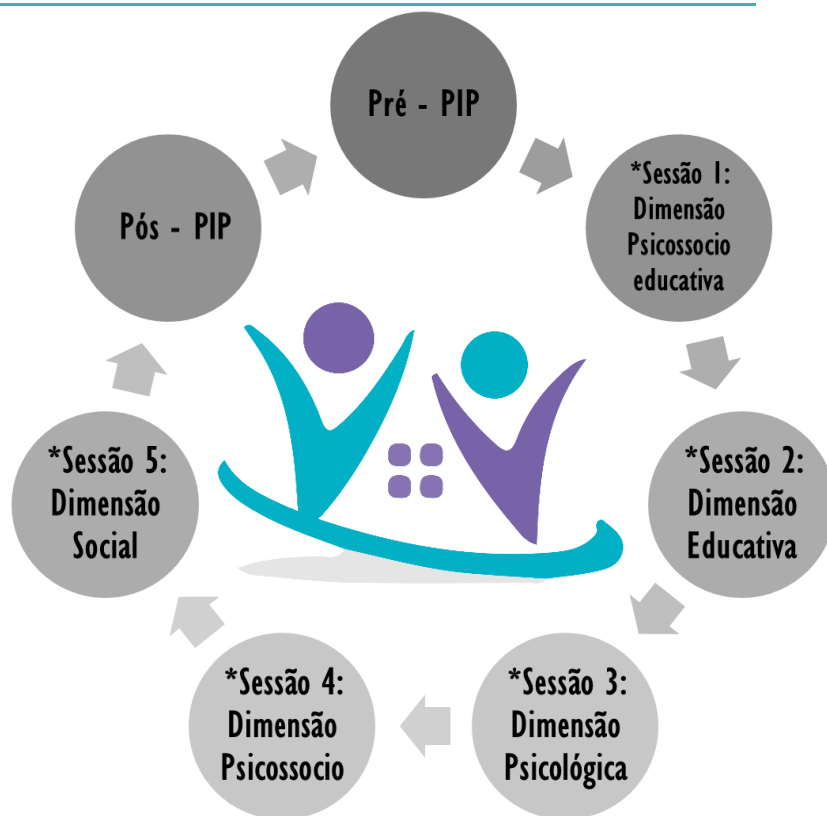 Pré - PIP
*Sessão 1:
Dimensão
Psicossocio
educativa
*Sessão 2:
Dimensão
Educativa
*Sessão 3:
Dimensão
Psicológica
*Sessão 4:
Dimensão
Psicossocio
*Sessão 5:
Dimensão
Social
Pós - PIP